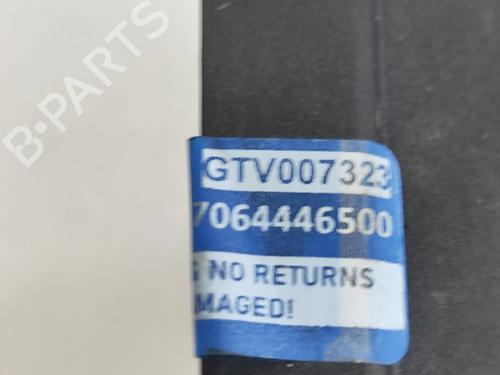 B-PARTS
GTV007323
7064446500
NO RETURNS
MAGED!